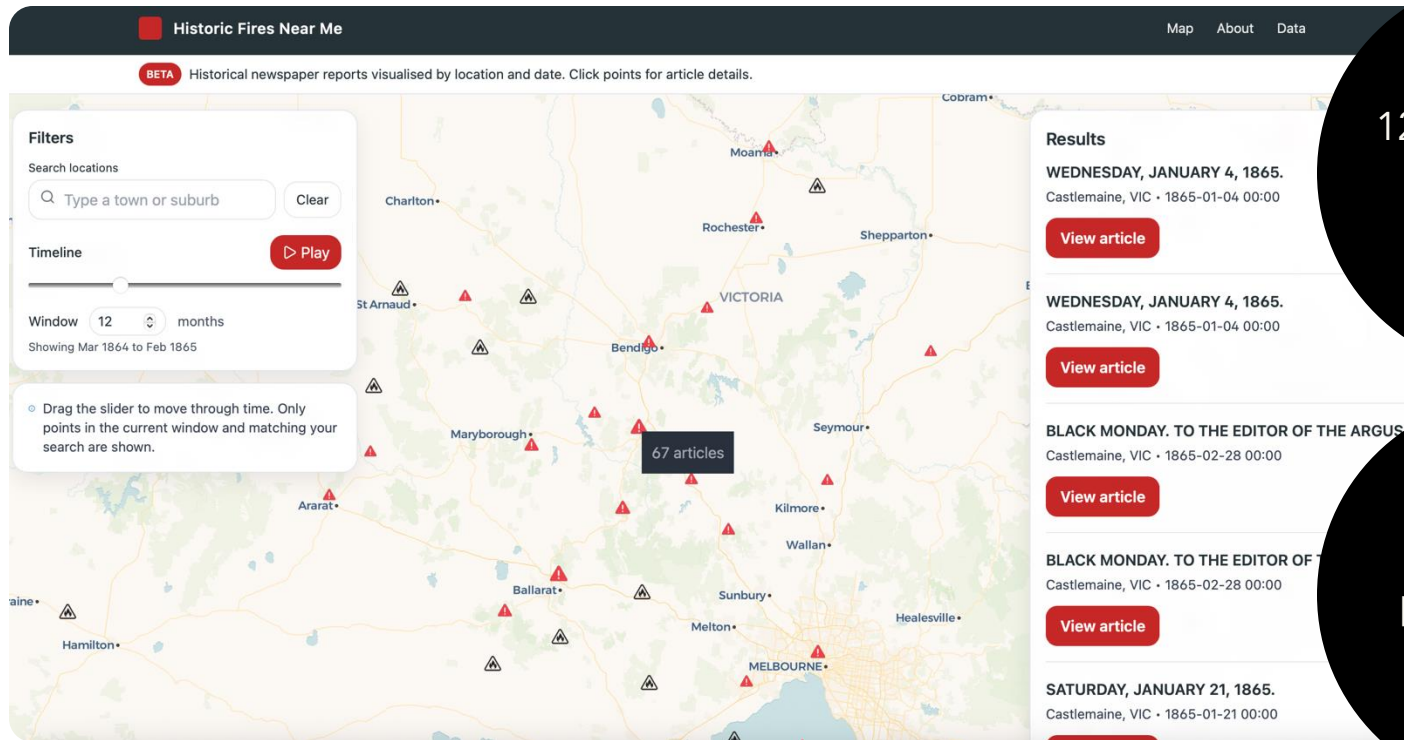 Historic Fires Near Me
Map About Data
BETA Historical newspaper reports visualised by location and date. Click points for article details.
Filters
Search locations
Type a town or suburb
Clear
Timeline
Play
Window 12 months
Showing Mar 1864 to Feb 1865
Drag the slider to move through time. Only
points in the current window and matching your
search are shown.
Cobram
Moama
Charlton
Rochester
Shepparton
St Arnaud
VICTORIA
Bendigo
Maryborough
Seymour
67 articles
Ararat
Kilmore
Wallan
Ballarat
Sunbury
Healesville
Melton
Hamilton
MELBOURNE
Results
WEDNESDAY, JANUARY 4, 1865.
Castlemaine, VIC • 1865-01-04 00:00
View article
WEDNESDAY, JANUARY 4, 1865.
Castlemaine, VIC • 1865-01-04 00:00
View article
BLACK MONDAY. TO THE EDITOR OF THE ARGUS
Castlemaine, VIC • 1865-02-28 00:00
View article
BLACK MONDAY. TO THE EDITOR OF
Castlemaine, VIC • 1865-02-28 00:00
View article
SATURDAY, JANUARY 21, 1865.
Castlemaine, VIC • 1865-01-21 00:00